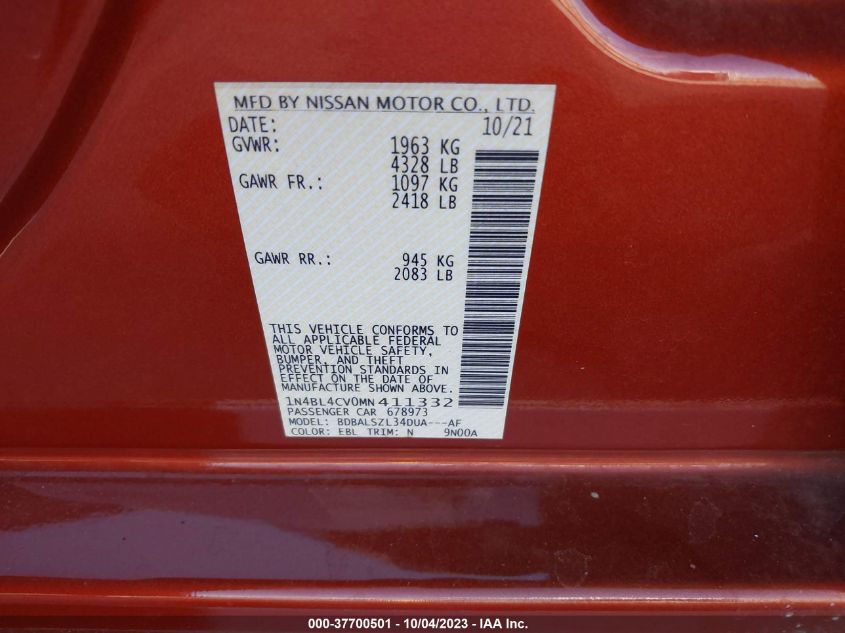 MFD BY NISSAN MOTOR CO., LTD.
DATE: 10/21
GVWR: 1963 KG
4328 LB
GAWR FR.: 1097 KG
2418 LB
GAWR RR.: 945 KG
2083 LB
THIS VEHICLE CONFORMS TO
ALL APPLICABLE FEDERAL
MOTOR VEHICLE SAFETY,
BUMPER, AND THEFT
PREVENTION STANDARDS IN
EFFECT ON THE DATE OF
MANUFACTURE SHOWN ABOVE.
1N4BL4CV0MN411332
PASSENGER CAR 678973
MODEL: BDBALSZL34DUA---AF
COLOR: EBL TRIM: N 9N00A
000-37700501 - 10/04/2023 - IAA Inc.